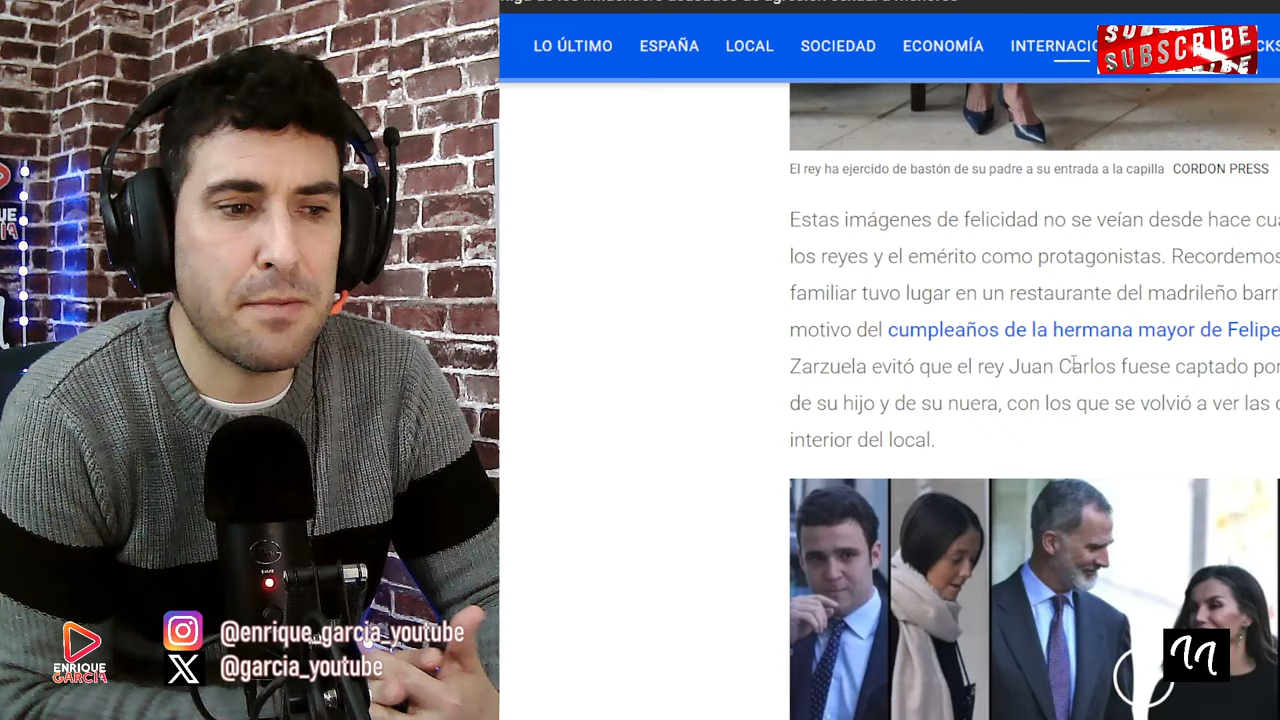 LO ÚLTIMO ESPAÑA LOCAL SOCIEDAD ECONOMÍA INTERNACIO
SUBSCRIBE
El rey ha ejercido de bastón de su padre a su entrada a la capilla CORDON PRESS
Estas imágenes de felicidad no se veían desde hace cua
los reyes y el emérito como protagonistas. Recordemos
familiar tuvo lugar en un restaurante del madrileño barri
motivo del cumpleaños de la hermana mayor de Felipe
Zarzuela evitó que el rey Juan Carlos fuese captado por
de su hijo y de su nuera, con los que se volvió a ver las c
interior del local.
@enrique_garcia_youtube
@garcia_youtube
ENRIQUE
GARCIA